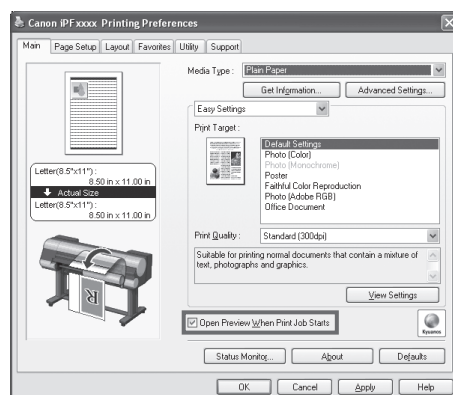 Canon iPFxxxx Printing Preferences
Main Page Setup Layout Favorites Utility Support
Media Type : Plain Paper
Get Information... Advanced Settings...
Easy Settings
Print Target :
Default Settings
Photo (Color)
Photo (Monochrome)
Poster
Faithful Color Reproduction
Photo (Adobe RGB)
Office Document
Letter(8.5"x11") :
8.50 in x 11.00 in
Actual Size
Letter(8.5"x11") :
8.50 in x 11.00 in
Print Quality : Standard (300dpi)
Suitable for printing normal documents that contain a mixture of
text, photographs and graphics.
View Settings
R
Open Preview When Print Job Starts
Kyuanos
Status Monitor... About Defaults
OK Cancel Apply Help